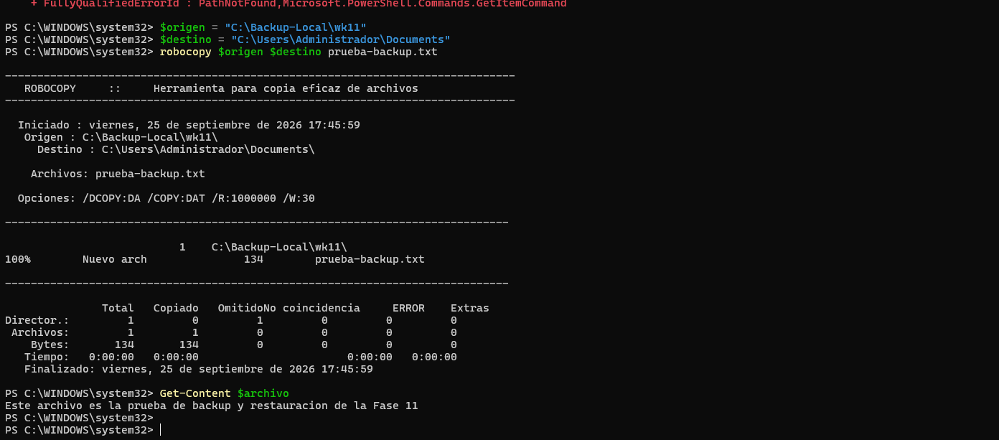 + FullyQualifiedErrorId : PathNotFound,Microsoft.PowerShell.Commands.GetItemCommand
PS C:\WINDOWS\system32> $origen = "C:\Backup-Local\wk11"
PS C:\WINDOWS\system32> $destino = "C:\Users\Administrador\Documents"
PS C:\WINDOWS\system32> robocopy $origen $destino prueba-backup.txt
-------------------------------------------------------------------------------
ROBOCOPY     ::     Herramienta para copia eficaz de archivos
-------------------------------------------------------------------------------
Iniciado : viernes, 25 de septiembre de 2026 17:45:59
Origen : C:\Backup-Local\wk11\
Destino : C:\Users\Administrador\Documents\
Archivos: prueba-backup.txt
Opciones: /DCOPY:DA /COPY:DAT /R:1000000 /W:30
------------------------------------------------------------------------------
1    C:\Backup-Local\wk11\
100%        Nouevo arch               134        prueba-backup.txt
------------------------------------------------------------------------------
Total   Copiado   OmitidoNo coincidencia     ERROR    Extras
Director.:         1         0         1         0         0         0
Archivos:         1         1         0         0         0         0
Bytes:       134       134         0         0         0         0
Tiempo:   0:00:00   0:00:00                       0:00:00   0:00:00
Finalizado: viernes, 25 de septiembre de 2026 17:45:59
PS C:\WINDOWS\system32> Get-Content $archivo
Este archivo es la prueba de backup y restauracion de la Fase 11
PS C:\WINDOWS\system32>
PS C:\WINDOWS\system32>